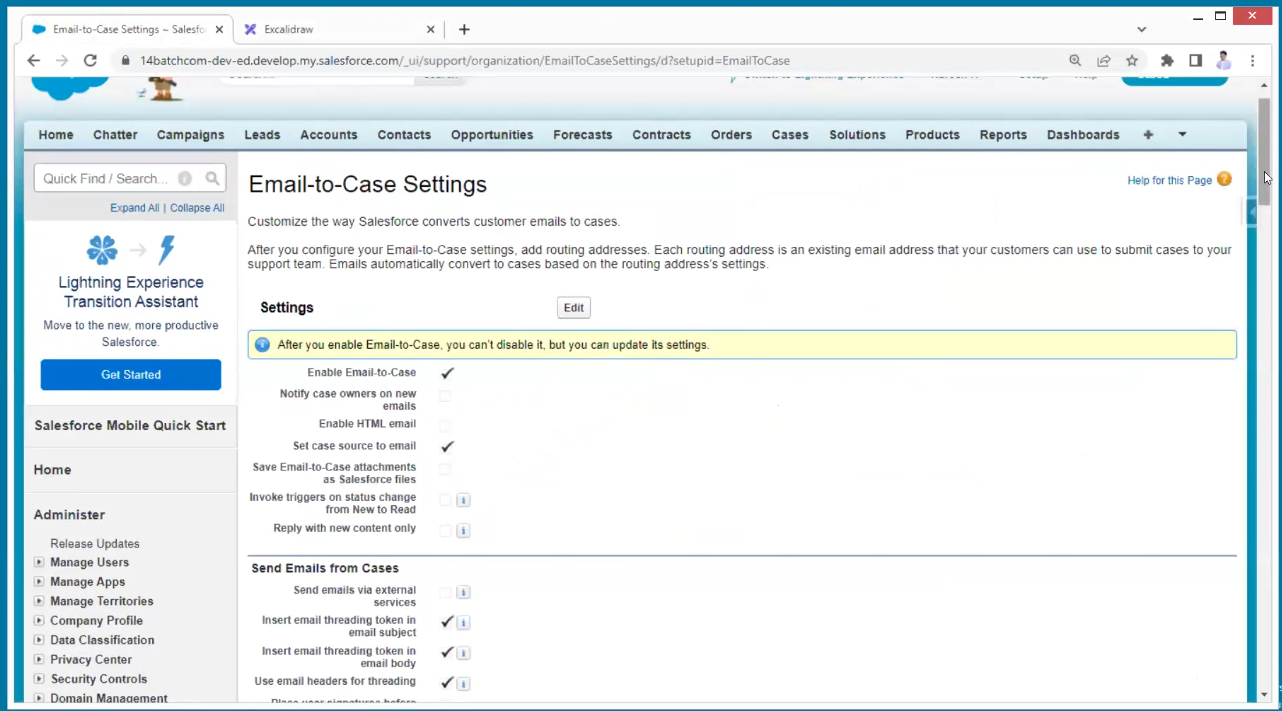 Email-to-Case Settings ~ Salesfo
Excalidraw
14batchcom-dev-ed.develop.my.salesforce.com/_ui/support/organization/EmailToCaseSettings/d?setupid=EmailToCase
Home Chatter Campaigns Leads Accounts Contacts Opportunities Forecasts Contracts Orders Cases Solutions Products Reports Dashboards +
Quick Find / Search...
Expand All | Collapse All
Lightning Experience
Transition Assistant
Move to the new, more productive
Salesforce.
Get Started
Salesforce Mobile Quick Start
Home
Administer
Release Updates
Manage Users
Manage Apps
Manage Territories
Company Profile
Data Classification
Privacy Center
Security Controls
Domain Management
Email-to-Case Settings
Help for this Page ?
Customize the way Salesforce converts customer emails to cases.
After you configure your Email-to-Case settings, add routing addresses. Each routing address is an existing email address that your customers can use to submit cases to your
support team. Emails automatically convert to cases based on the routing address's settings.
Settings
Edit
After you enable Email-to-Case, you can't disable it, but you can update its settings.
Enable Email-to-Case
Notify case owners on new
emails
Enable HTML email
Set case source to email
Save Email-to-Case attachments
as Salesforce files
Invoke triggers on status change
from New to Read
Reply with new content only
Send Emails from Cases
Send emails via external
services
Insert email threading token in
email subject
Insert email threading token in
email body
Use email headers for threading